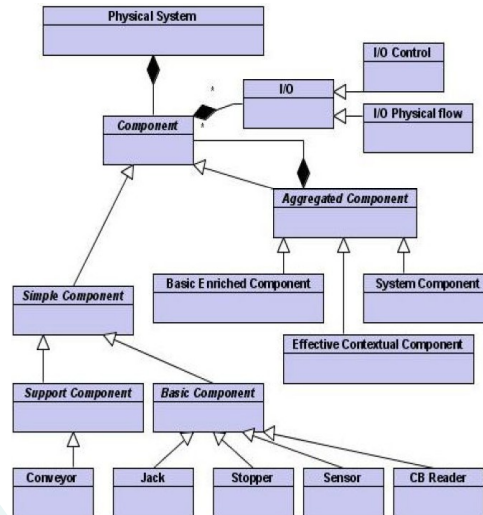 Physical System
I/O Control
I/O
I/O Physical flow
*
Component
*
Aggregated Component
Basic Enriched Component
System Component
Simple Component
Effective Contextual Component
Support Component
Basic Component
Conveyor
Jack
Stopper
Sensor
CB Reader